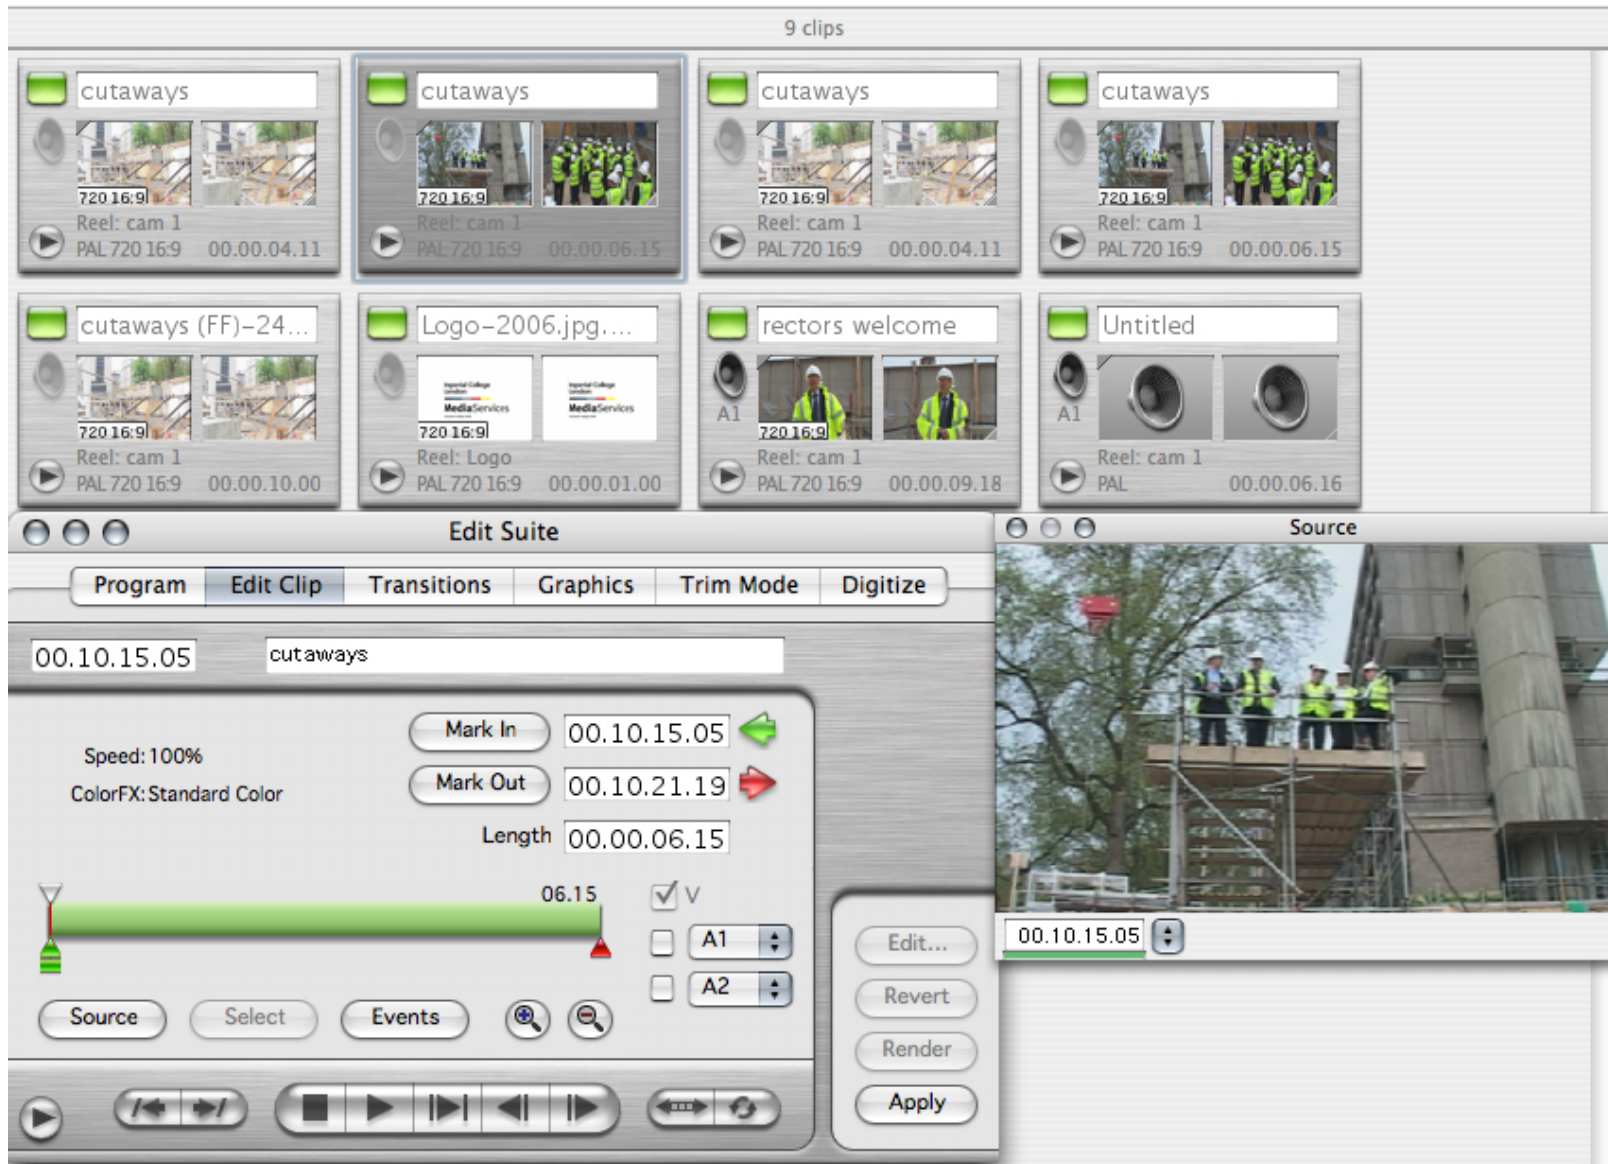 9 clips
cutaways
cutaways
cutaways
cutaways
720 16:9
720 16:9
720 16:9
720 16:9
Reel: cam 1
Reel: cam 1
Reel: cam 1
Reel: cam 1
PAL 720 16:9 00.00.04.11
PAL 720 16:9 00.00.06.15
PAL 720 16:9 00.00.04.11
PAL 720 16:9 00.00.06.15
cutaways (FF)-24...
Logo-2006.jpg....
rectors welcome
Untitled
Imperial College
London
MediaServices
Imperial College
London
MediaServices
A1
A1
720 16:9
720 16:9
720 16:9
Reel: cam 1
Reel: Logo
Reel: cam 1
Reel: cam 1
PAL 720 16:9 00.00.10.00
PAL 720 16:9 00.00.01.00
PAL 720 16:9 00.00.09.18
PAL 00.00.06.16
Edit Suite
Program Edit Clip Transitions Graphics Trim Mode Digitize
00.10.15.05 cutaways
Mark In 00.10.15.05
Speed: 100%
Mark Out 00.10.21.19
ColorFX: Standard Color
Length 00.00.06.15
06.15 V
A1
A2
Source Select Events
Edit...
Revert
Render
Apply
Source
00.10.15.05